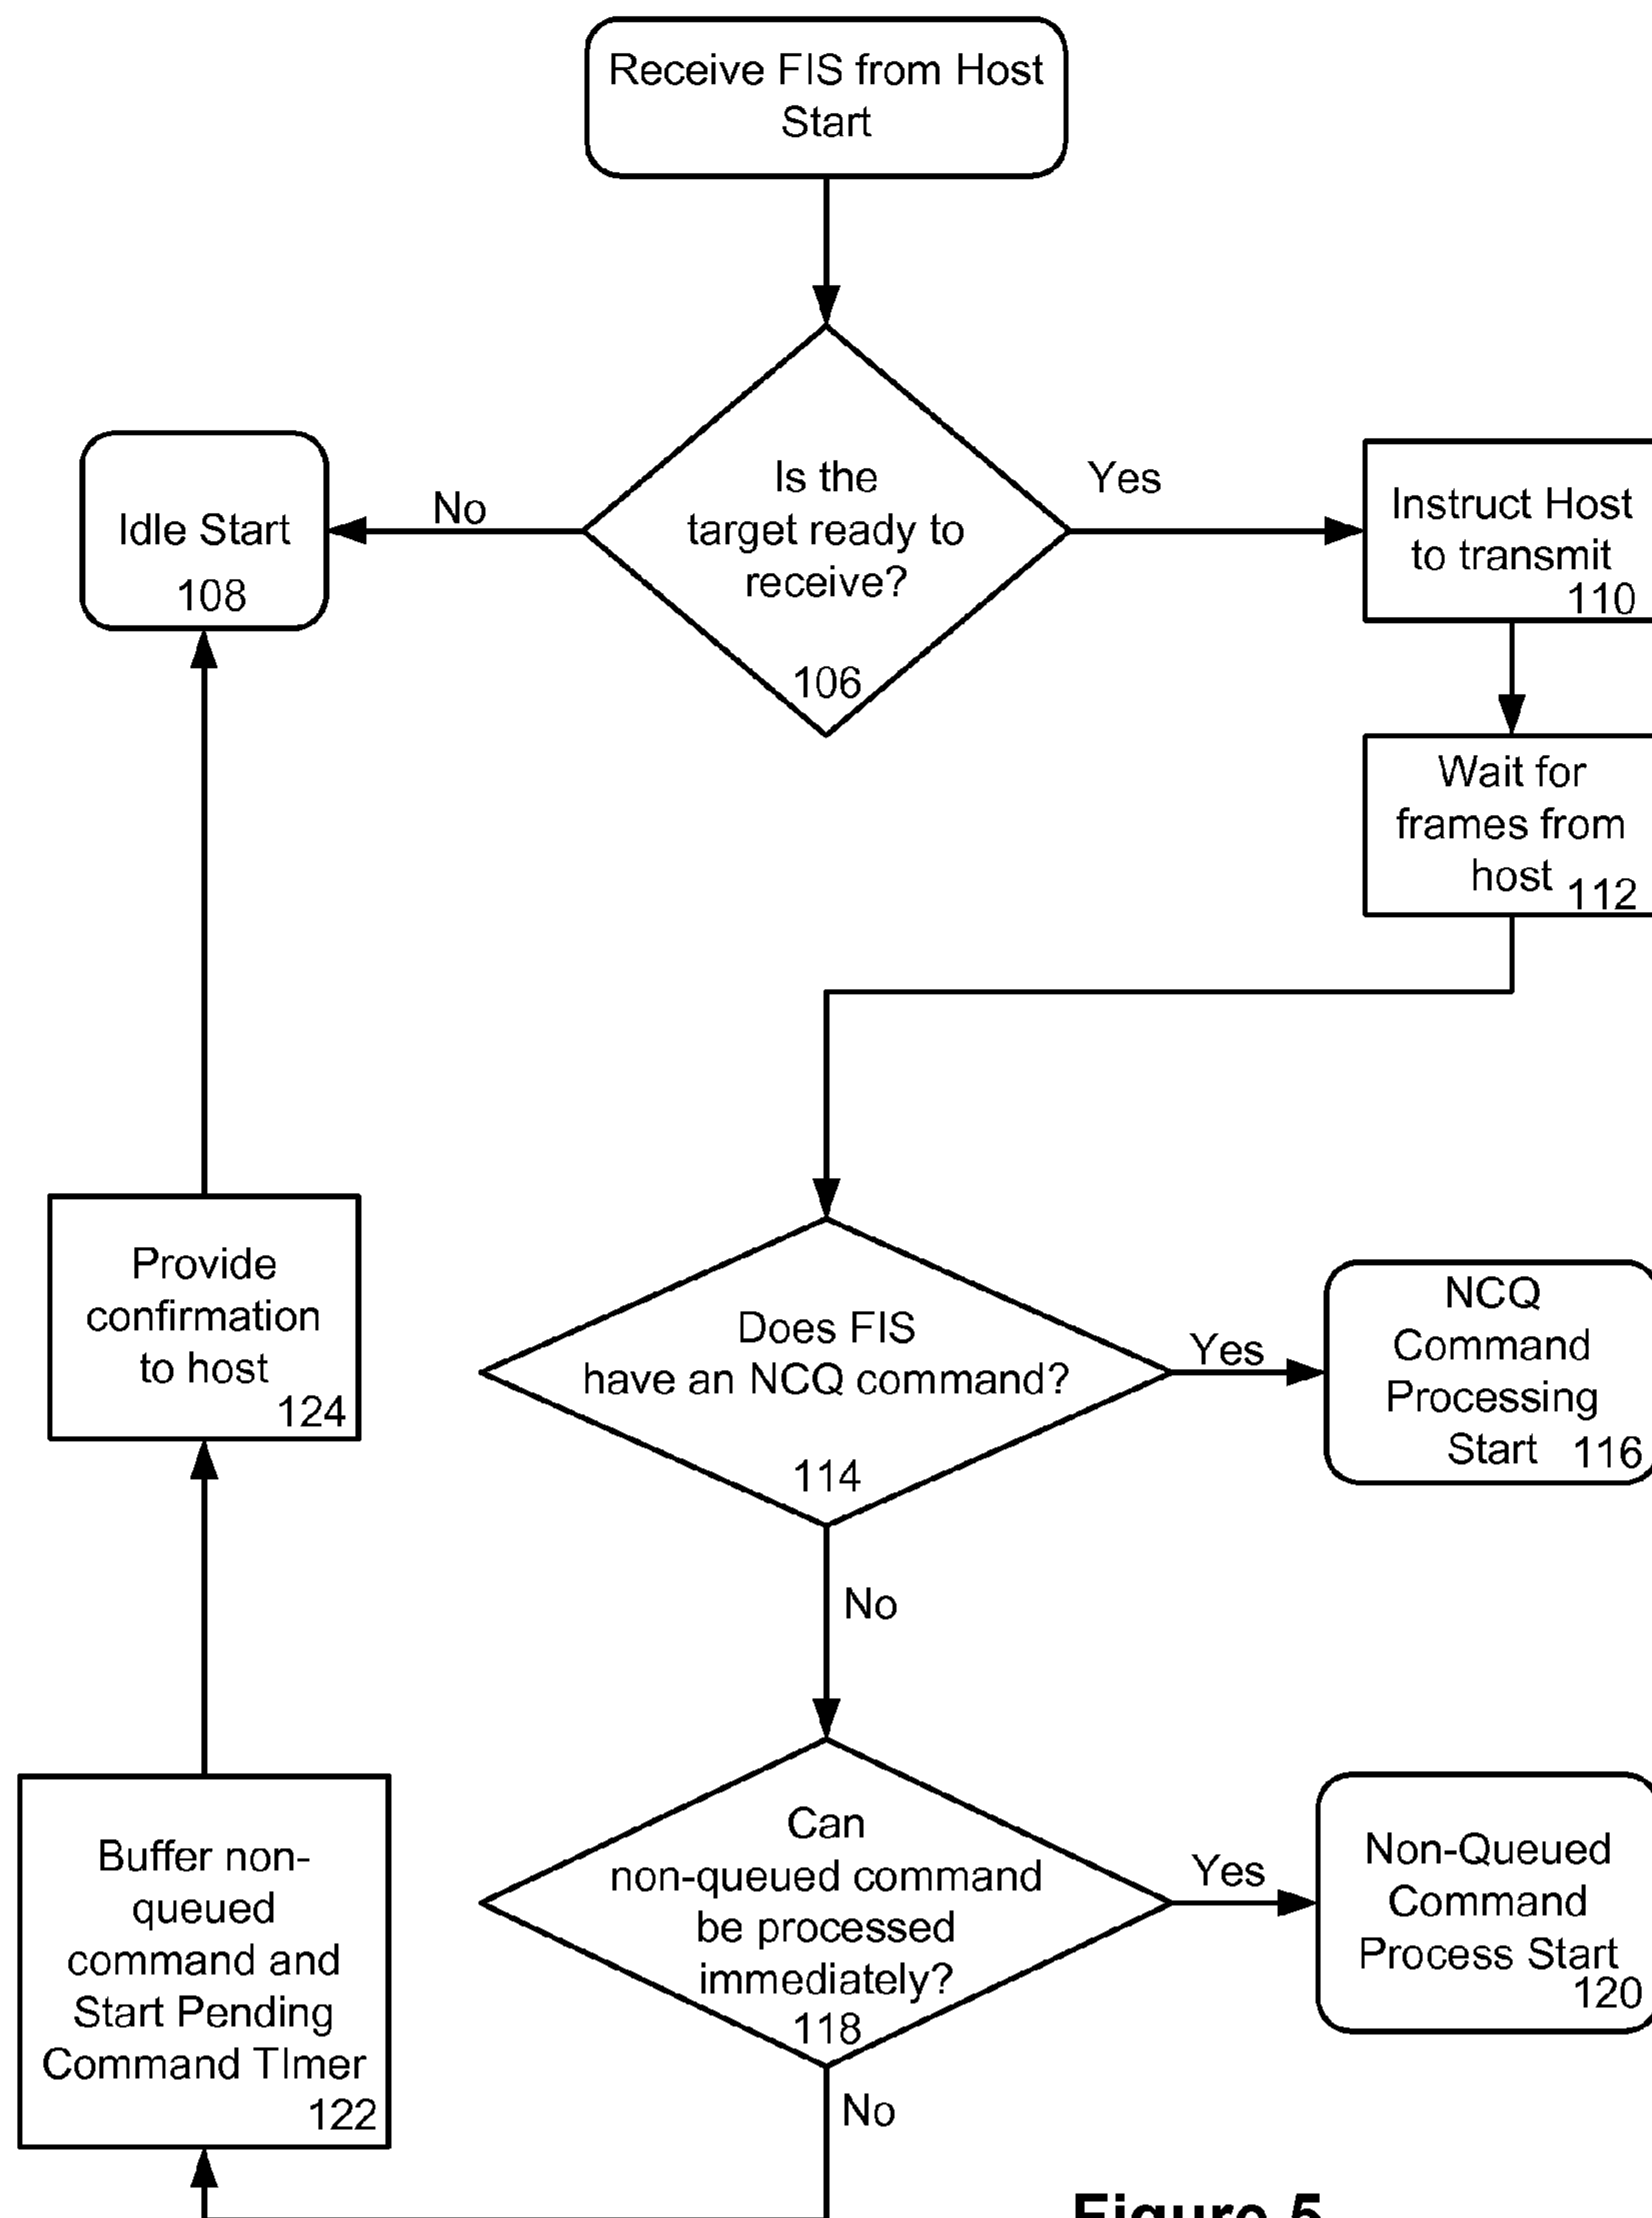 Receive FIS from Host
Start
Is the
target ready to
receive?
106
No
Yes
Idle Start
108
Instruct Host
to transmit
110
Wait for
frames from
host 112
Does FIS
have an NCQ command?
114
Yes
No
NCQ
Command
Processing
Start 116
Can
non-queued command
be processed
immediately?
118
Yes
No
Non-Queued
Command
Process Start
120
Buffer non-
queued
command and
Start Pending
Command TImer
122
Provide
confirmation
to host
124
Figure 5